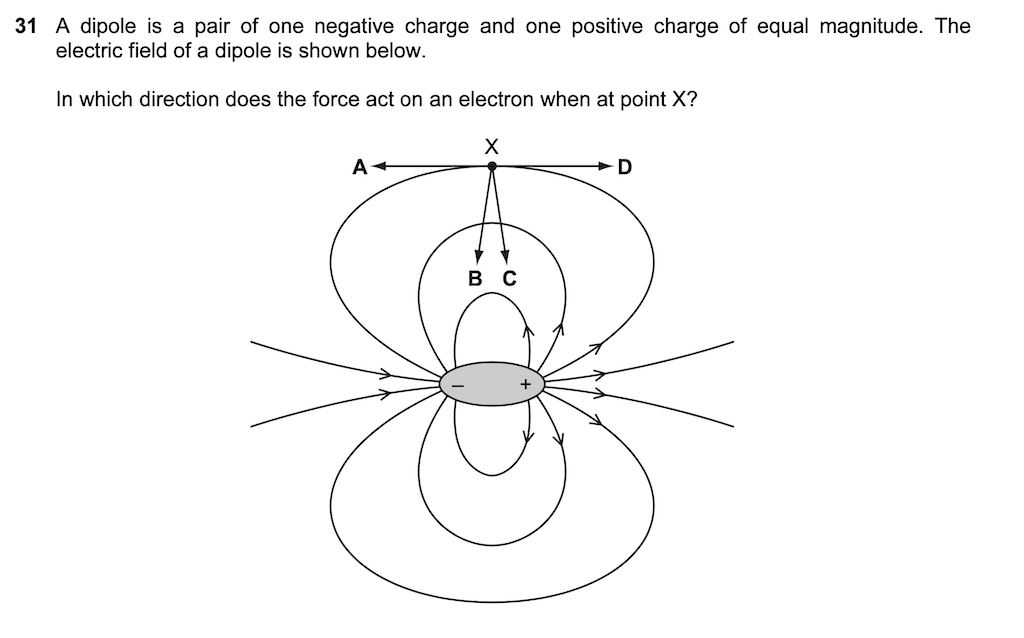 31 A dipole is a pair of one negative charge and one positive charge of equal magnitude. The
electric field of a dipole is shown below.
In which direction does the force act on an electron when at point X?
X
A D
B C
– +